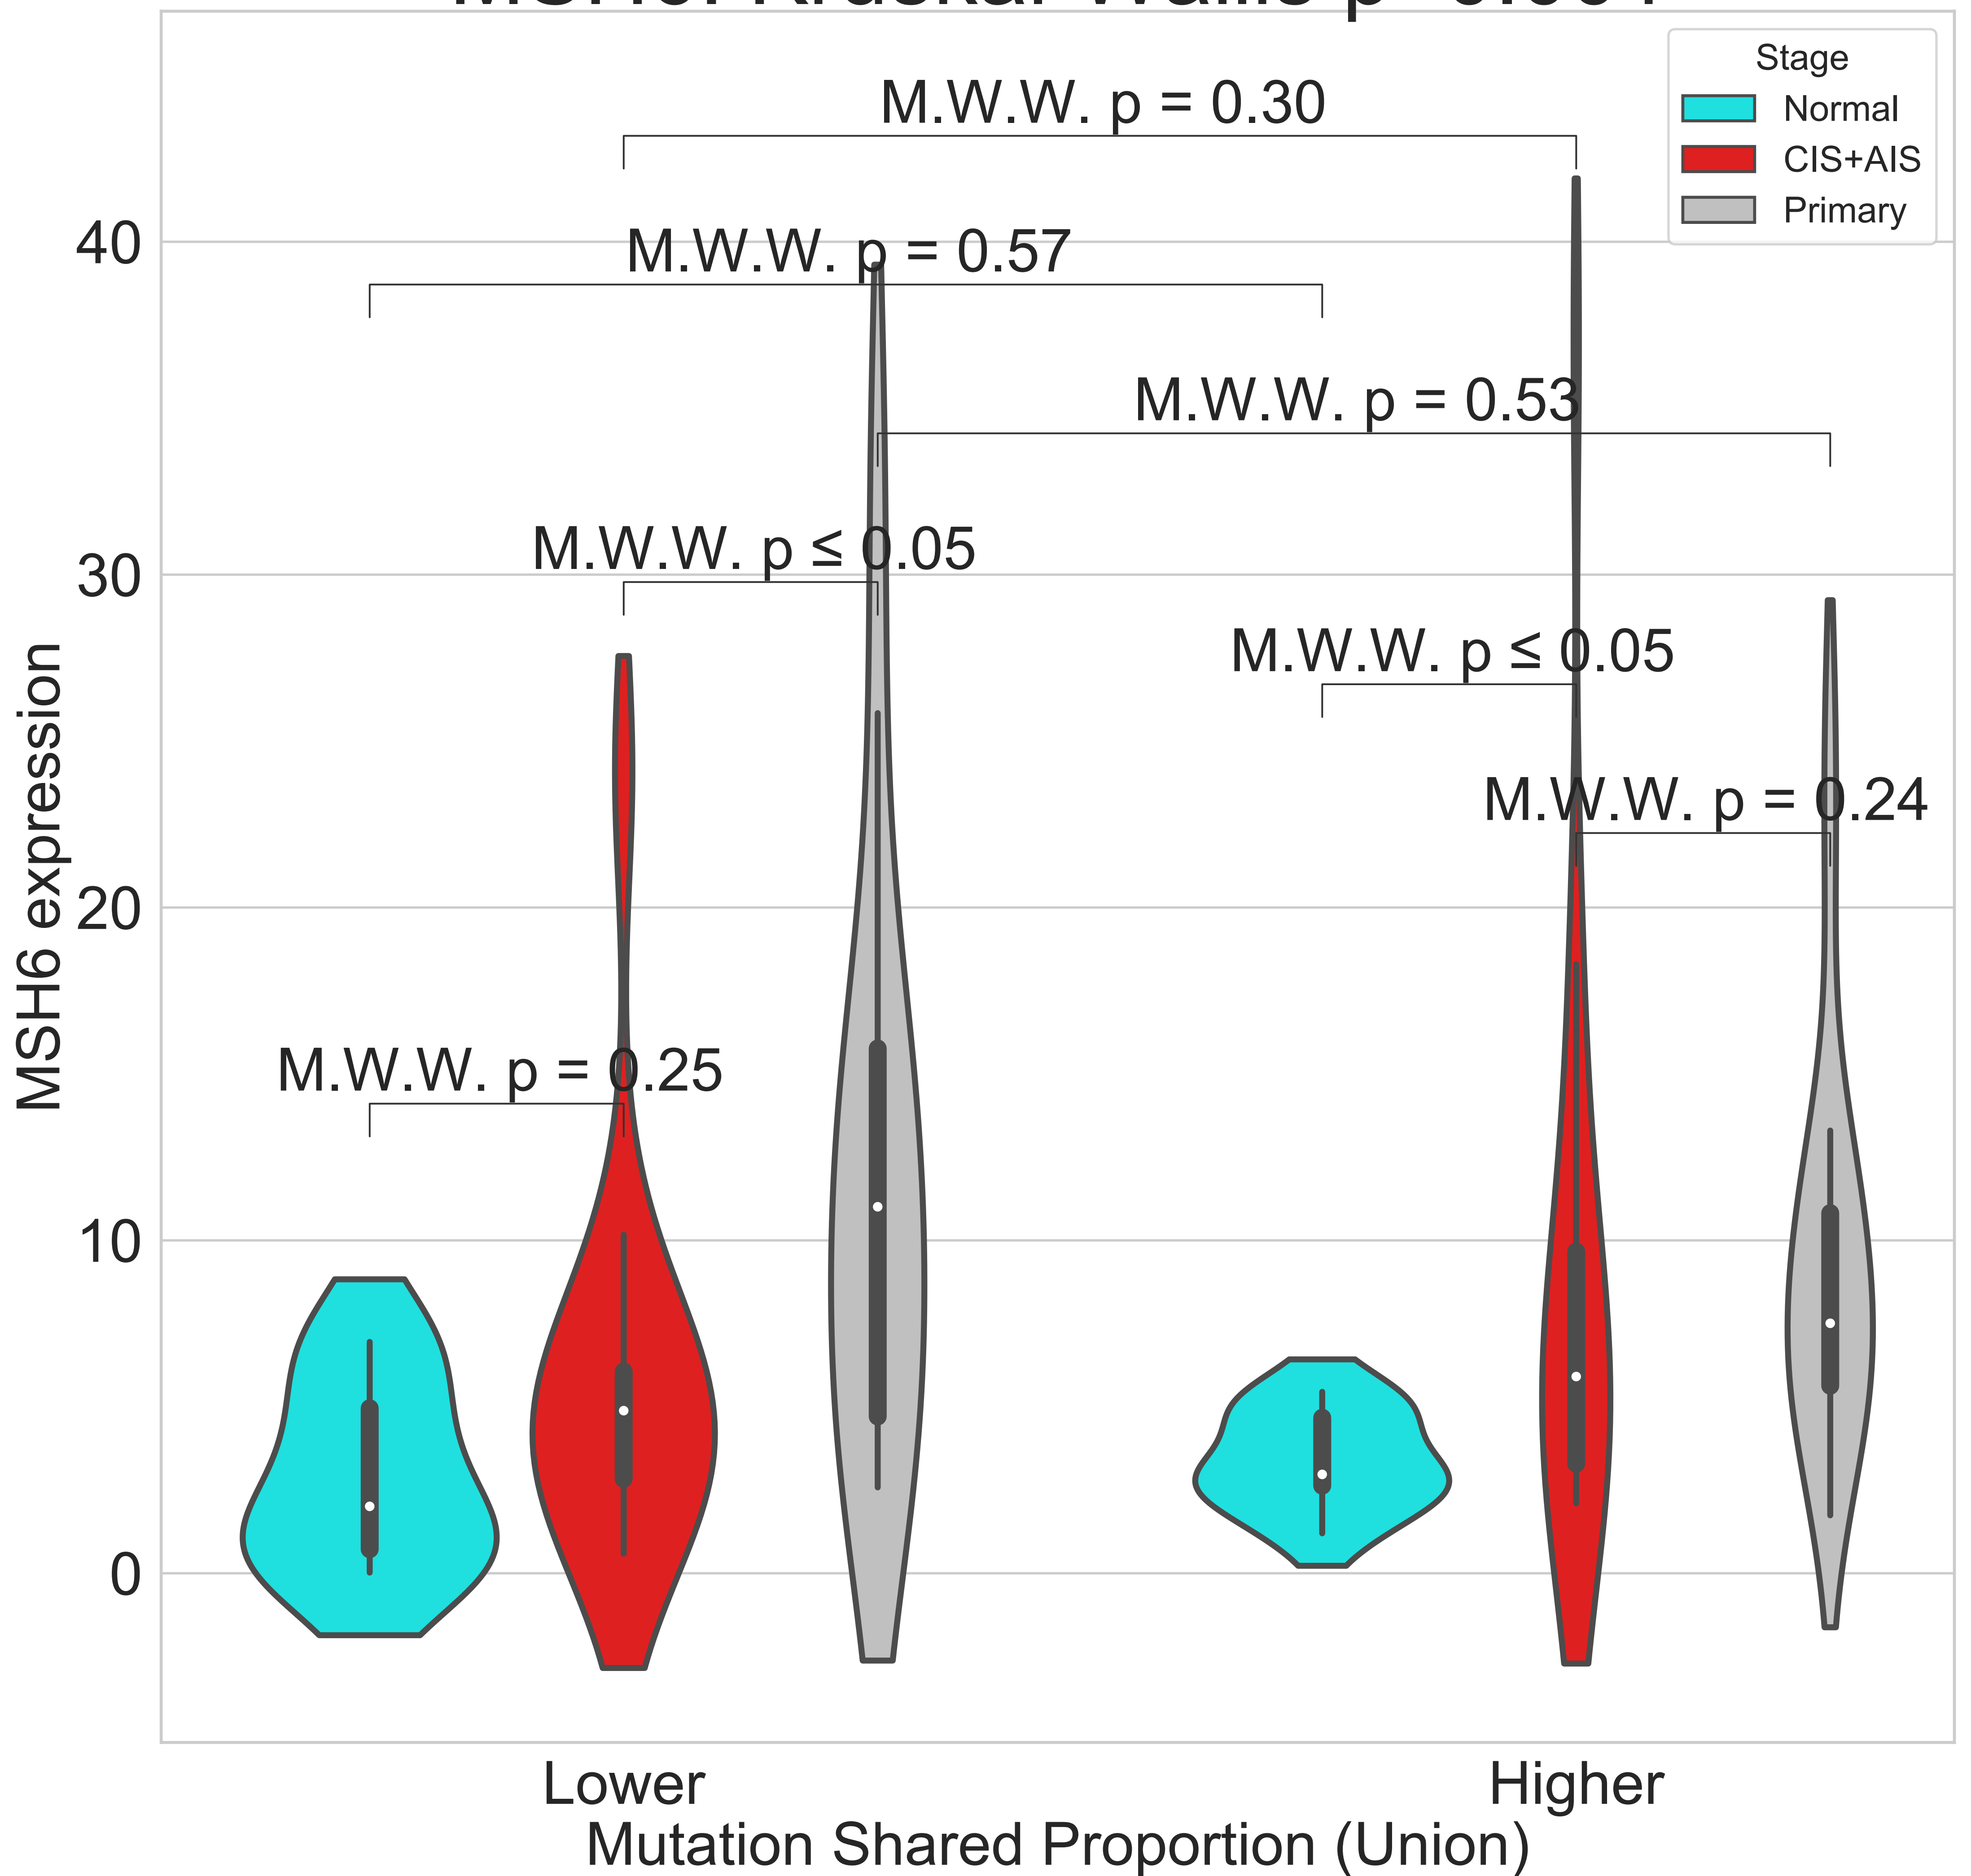 Stage
Normal
CIS+AIS
Primary
M.W.W. p = 0.30
M.W.W. p = 0.57
M.W.W. p = 0.53
M.W.W. p ≤ 0.05
M.W.W. p ≤ 0.05
M.W.W. p = 0.24
M.W.W. p = 0.25
MSH6 expression
40
30
20
10
0
Lower
Higher
Mutation Shared Proportion (Union)